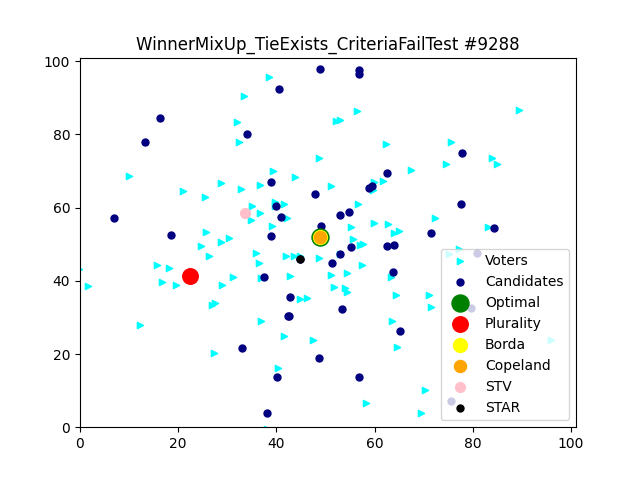 WinnerMixUp_TieExists_CriteriaFailTest #9288
100
80
60
40
20
0
0 20 40 60 80 100
Voters
Candidates
Optimal
Plurality
Borda
Copeland
STV
STAR